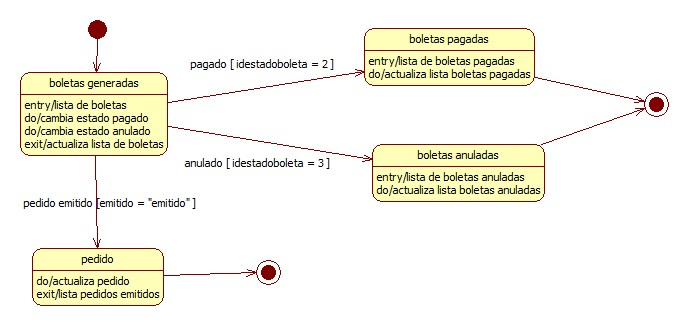 boletas pagadas
entry/lista de boletas pagadas
do/actualiza lista boletas pagadas
pagado [ idestadoboleta = 2 ]
boletas generadas
entry/lista de boletas
do/cambia estado pagado
do/cambia estado anulado
exit/actualiza lista de boletas
anulado [ idestadoboleta = 3 ]
boletas anuladas
entry/lista de boletas anuladas
do/actualiza lista boletas anuladas
pedido emitido [emitido = "emitido" ]
pedido
do/actualiza pedido
exit/lista pedidos emitidos